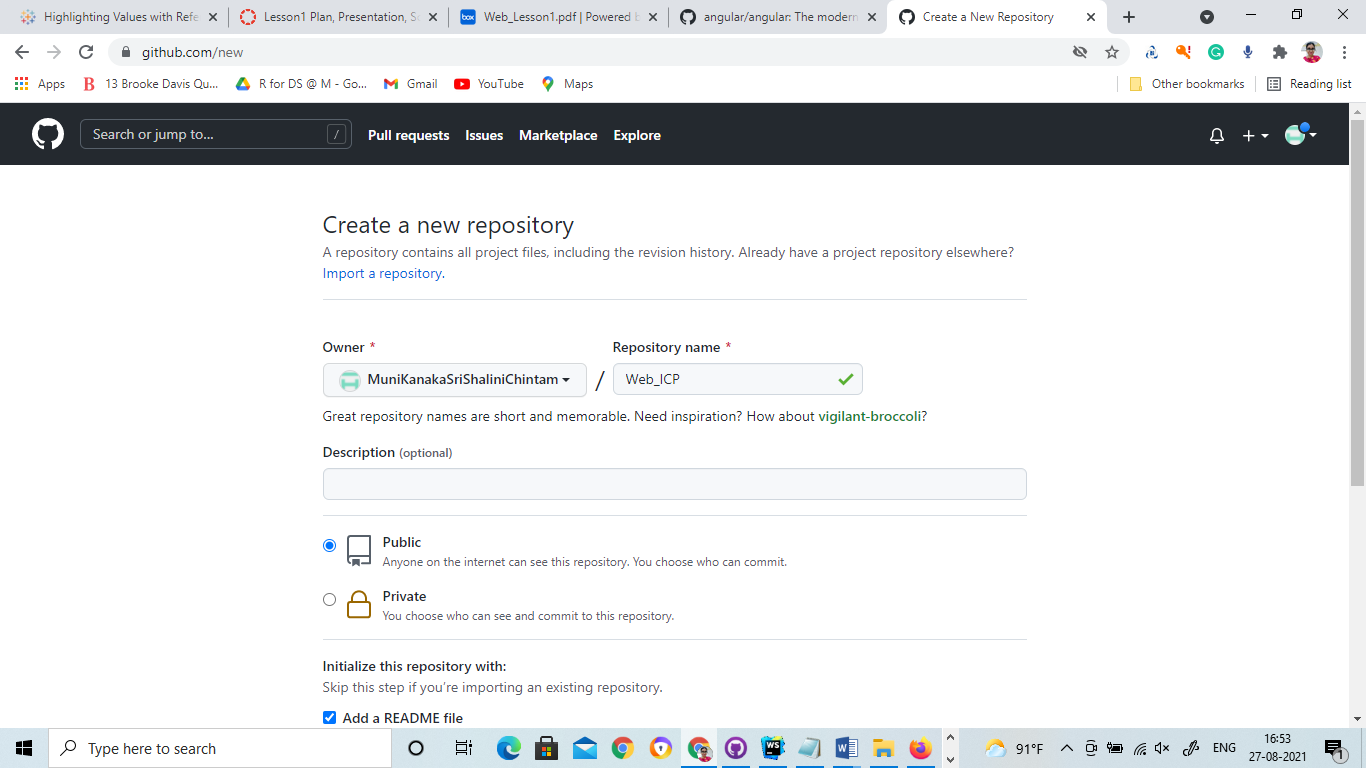 Highlighting Values with Refe
Lesson1 Plan, Presentation, S
box Web_Lesson1.pdf | Powered b
angular/angular: The modern
Create a New Repository
github.com/new
Apps
B 13 Brooke Davis Qu...
R for DS @ M - Go...
Gmail
YouTube
Maps
Other bookmarks
Reading list
Search or jump to... /
Pull requests Issues Marketplace Explore
Create a new repository
A repository contains all project files, including the revision history. Already have a project repository elsewhere?
Import a repository.
Owner * Repository name *
MuniKanakaSriShaliniChintam / Web_ICP
Great repository names are short and memorable. Need inspiration? How about vigilant-broccoli?
Description (optional)
Public
Anyone on the internet can see this repository. You choose who can commit.
Private
You choose who can see and commit to this repository.
Initialize this repository with:
Skip this step if you're importing an existing repository.
Add a README file
Type here to search
WS
W
91°F
ENG
16:53
27-08-2021
1